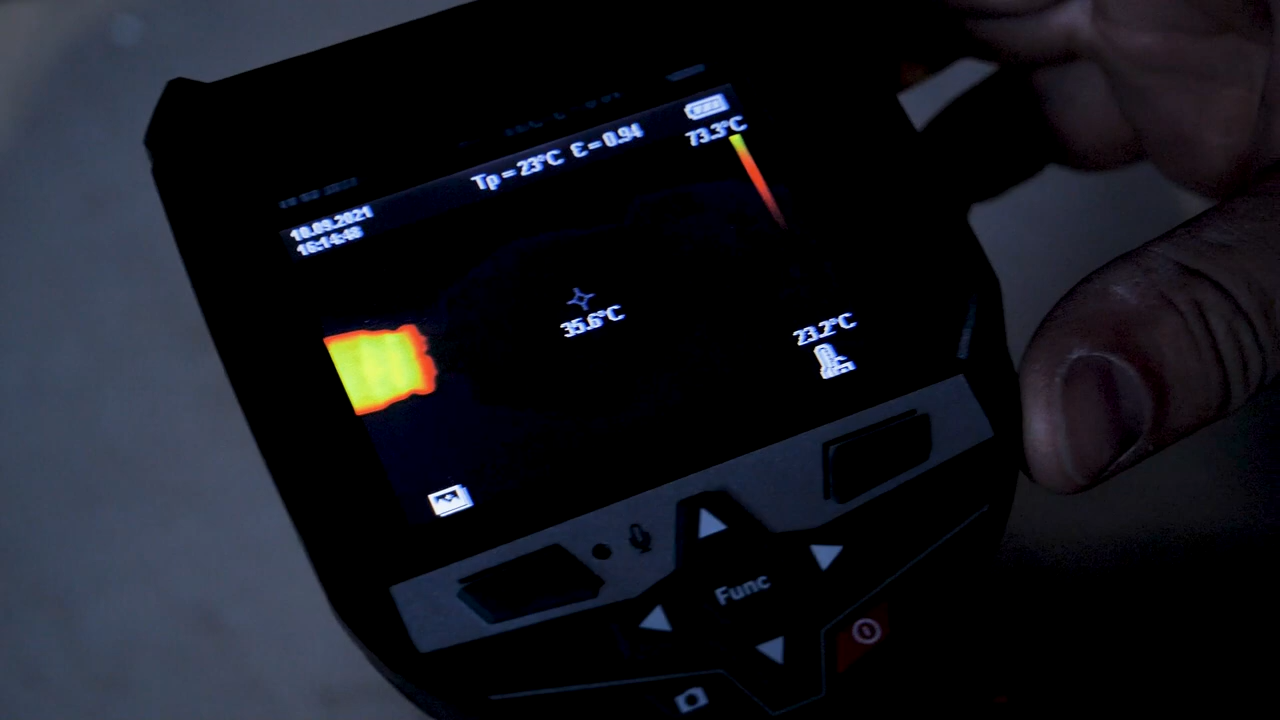 73.3°C
Tp = 23°C Ɛ = 0.94
10.09.2021
16:14:48
35.6°C
23.2°C
Func